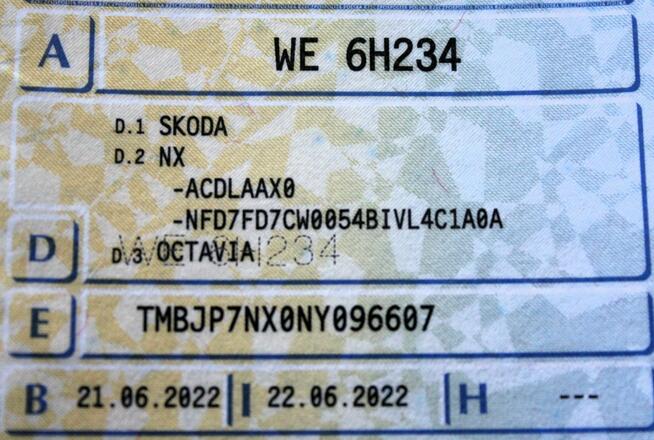 A WE 6H234
D.1 SKODA
D.2 NX
-ACDLAAX0
-NFD7FD7CW0054BIVL4C1A0A
D D.3 OCTAVIA
WE 6H234
E TMBJP7NX0NY096607
B 21.06.2022 I 22.06.2022 H ---